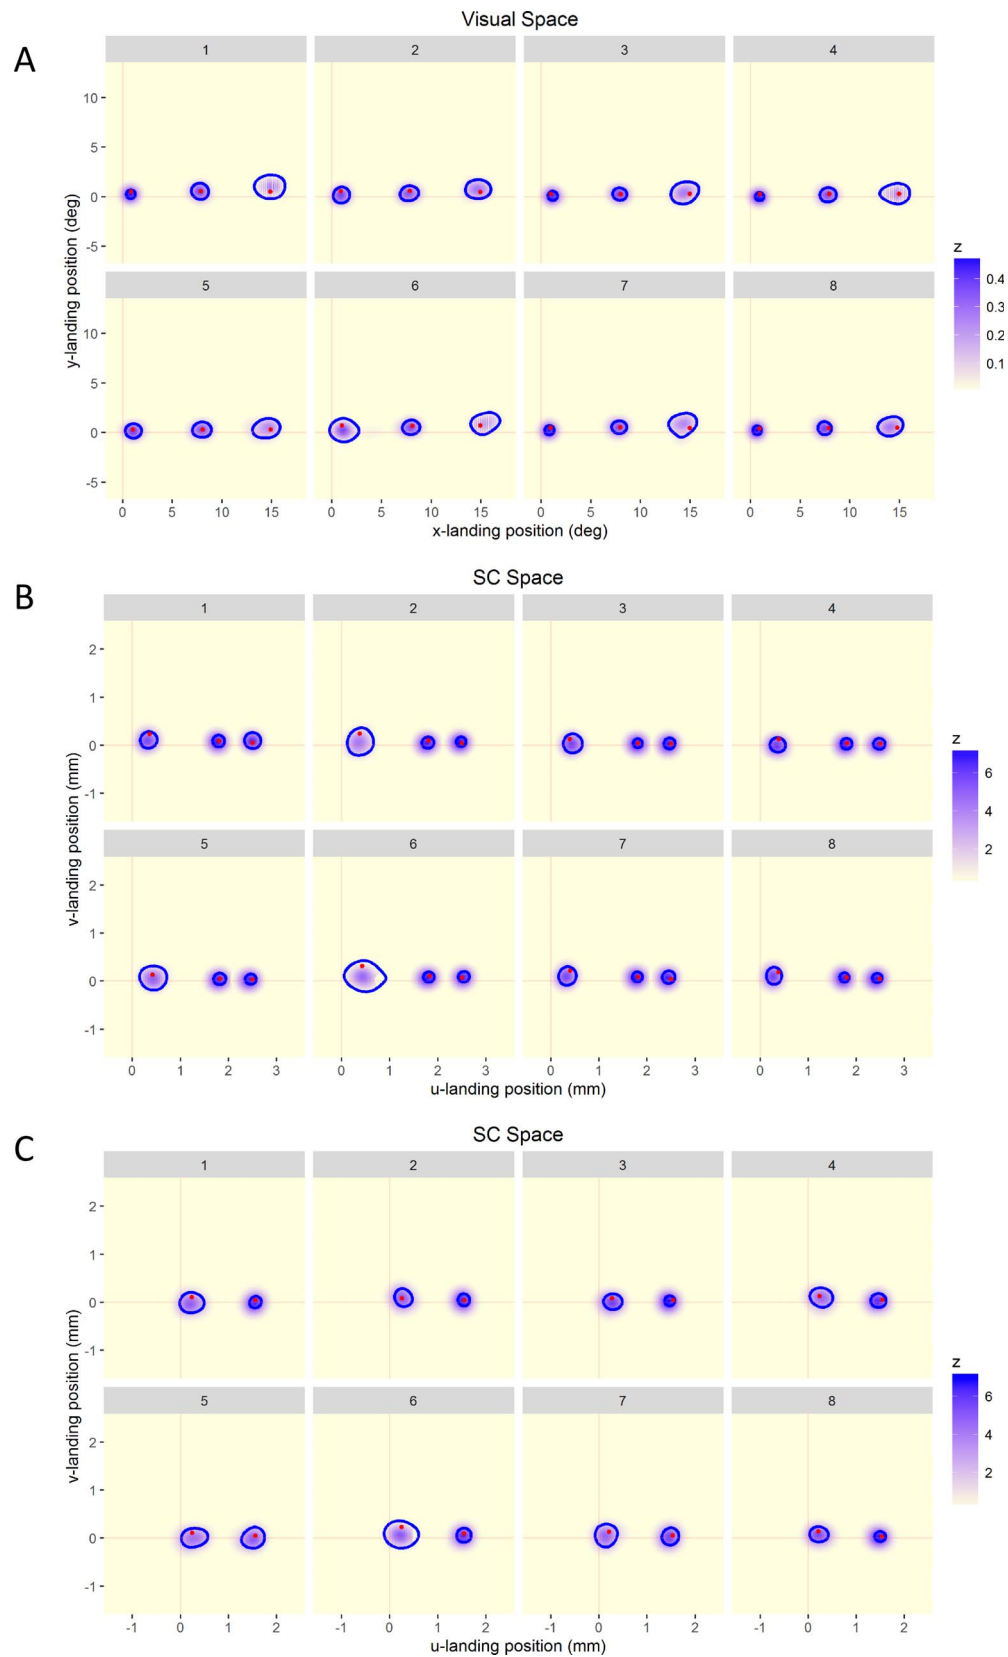 Visual Space
A
1 2 3 4
10
5
0
-5
5 6 7 8
10
5
0
-5
0 5 10 15 0 5 10 15 0 5 10 15 0 5 10 15
x-landing position (deg)
y-landing position (deg)
z
0.4
0.3
0.2
0.1
SC Space
B
1 2 3 4
2
1
0
-1
5 6 7 8
2
1
0
-1
0 1 2 3 0 1 2 3 0 1 2 3 0 1 2 3
u-landing position (mm)
v-landing position (mm)
z
6
4
2
SC Space
C
1 2 3 4
2
1
0
-1
5 6 7 8
2
1
0
-1
-1 0 1 2 -1 0 1 2 -1 0 1 2 -1 0 1 2
u-landing position (mm)
v-landing position (mm)
z
6
4
2